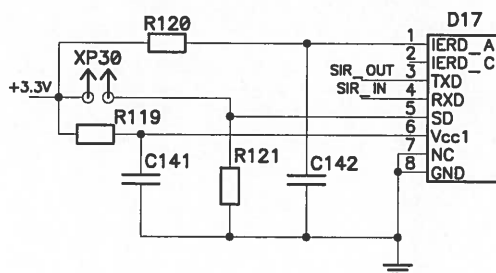 D17
R120
1 IERD_A
XP30
2 IERD_C
SIR_OUT 3 TXD
+3.3V
SIR_IN 4 RXD
5 SD
R119
6 Vcc1
7 NC
C141
R121
C142
8 GND